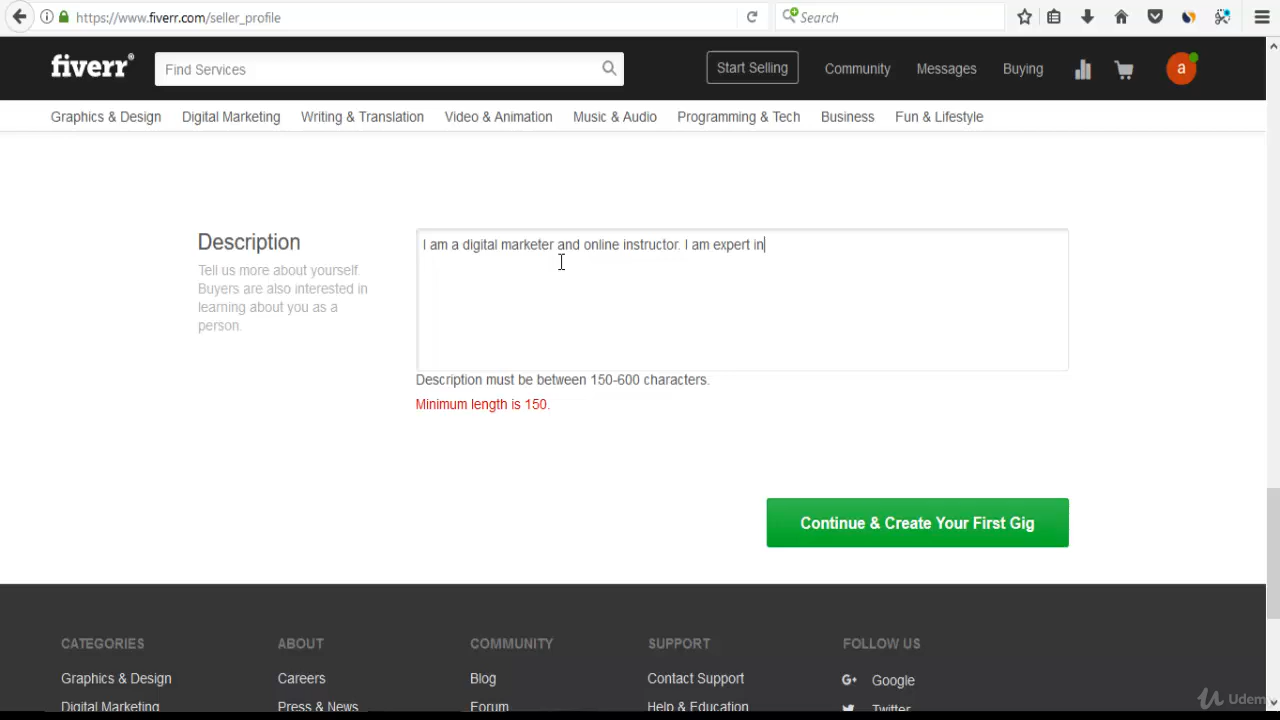 https://www.fiverr.com/seller_profile
Search
fiverr®
Find Services
Start Selling
Community
Messages
Buying
a
Graphics & Design
Digital Marketing
Writing & Translation
Video & Animation
Music & Audio
Programming & Tech
Business
Fun & Lifestyle
Description
Tell us more about yourself.
Buyers are also interested in
learning about you as a
person.
I am a digital marketer and online instructor. I am expert in
Description must be between 150-600 characters.
Minimum length is 150.
Continue & Create Your First Gig
CATEGORIES
Graphics & Design
Digital Marketing
ABOUT
Careers
Press & News
COMMUNITY
Blog
Forum
SUPPORT
Contact Support
Help & Education
FOLLOW US
G+ Google
Twitter
Udem